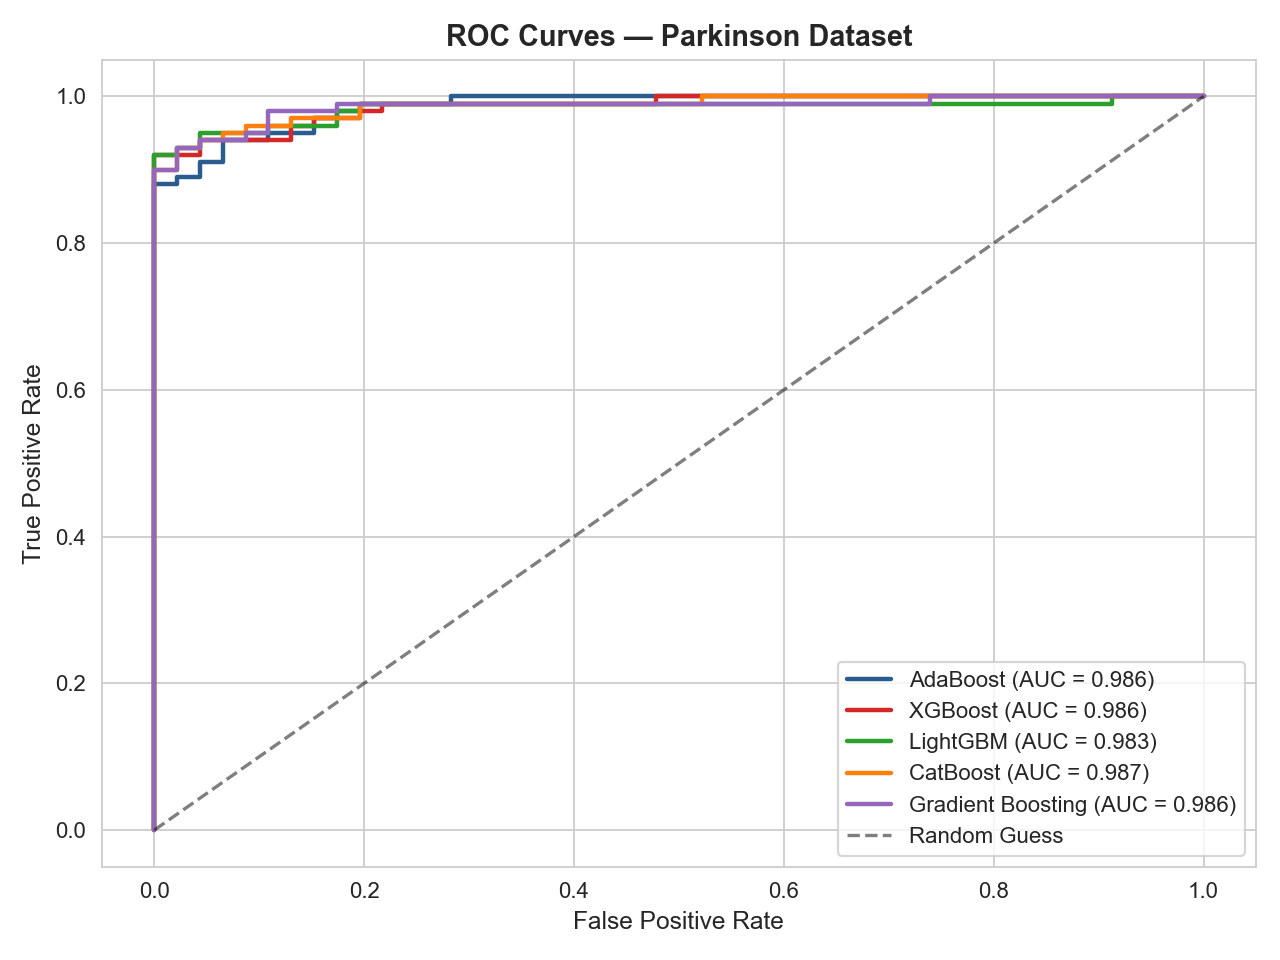 ROC Curves — Parkinson Dataset
True Positive Rate
1.0
0.8
0.6
0.4
0.2
0.0
0.0 0.2 0.4 0.6 0.8 1.0
False Positive Rate
AdaBoost (AUC = 0.986)
XGBoost (AUC = 0.986)
LightGBM (AUC = 0.983)
CatBoost (AUC = 0.987)
Gradient Boosting (AUC = 0.986)
Random Guess